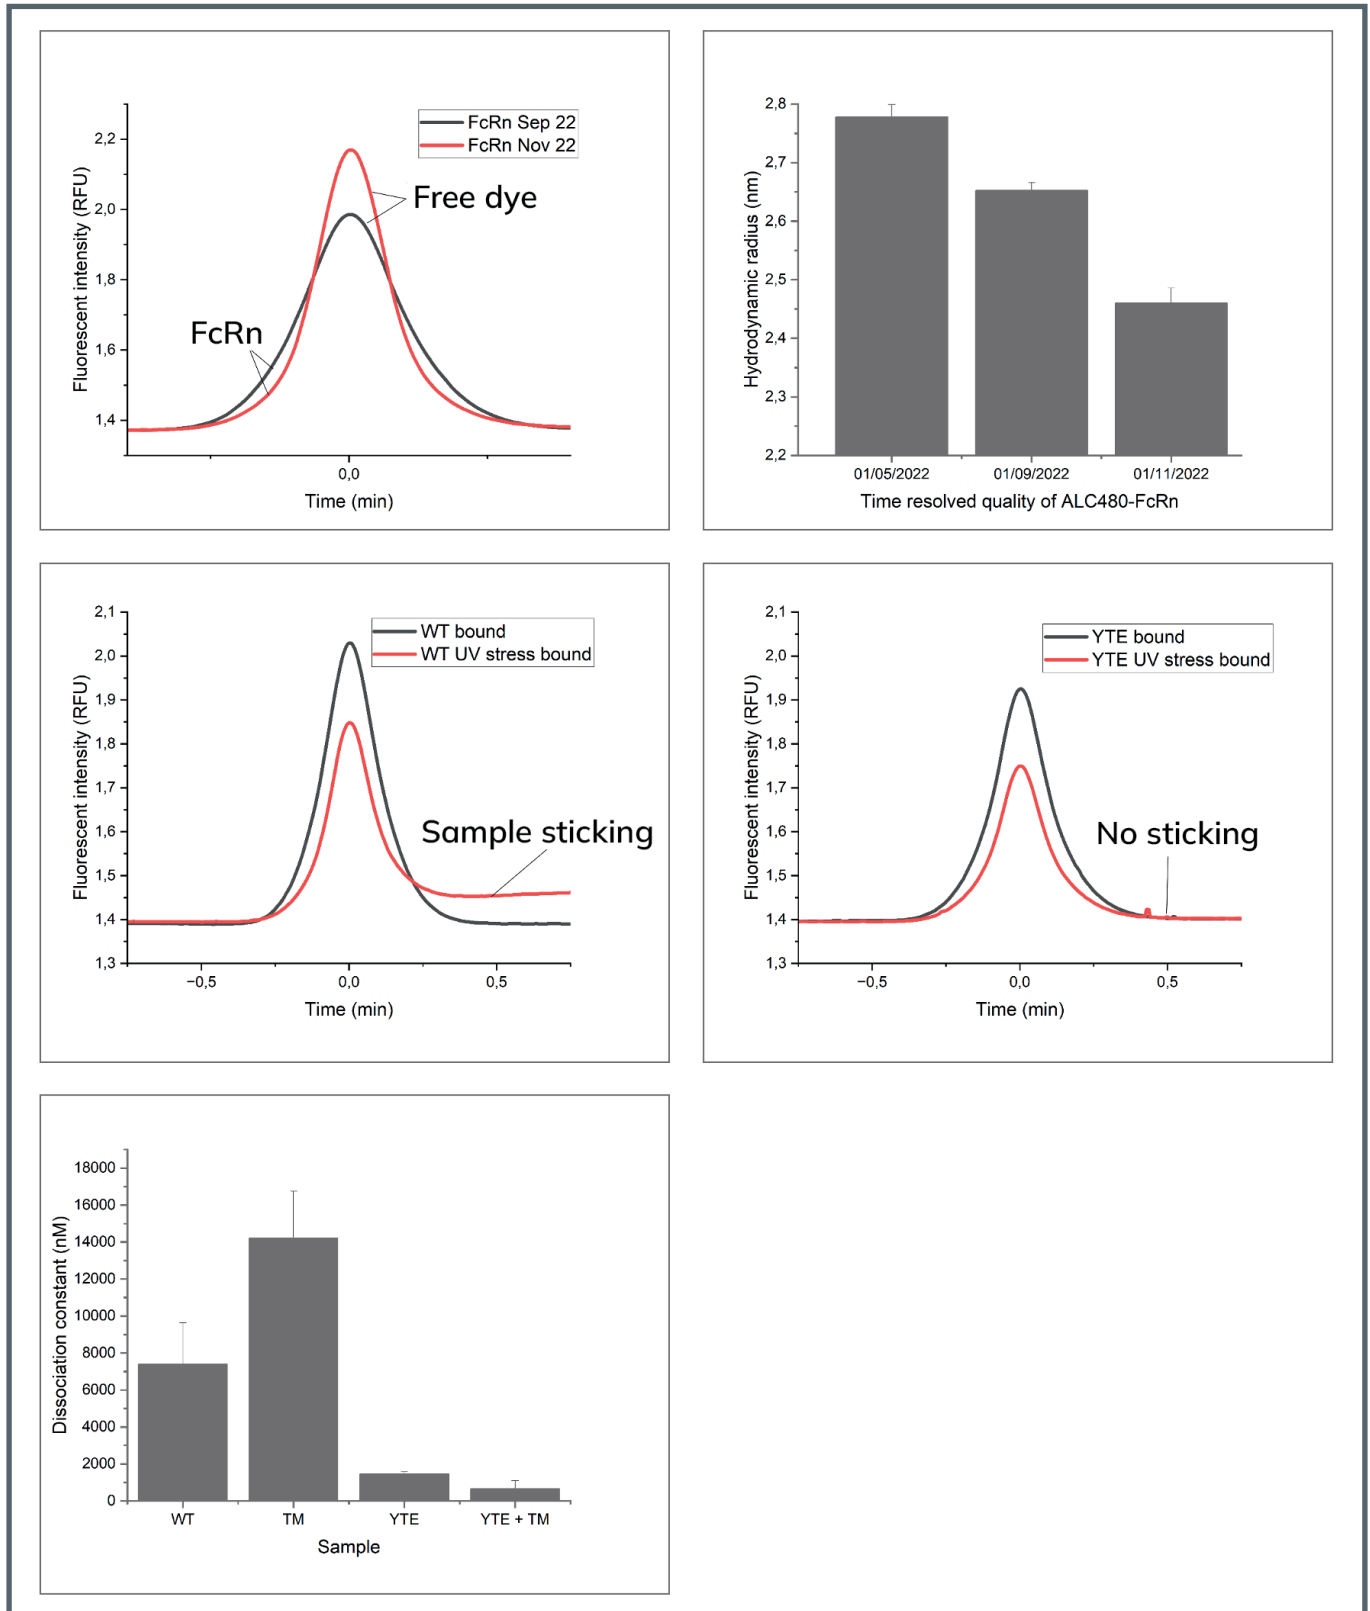 FcRn Sep 22
FcRn Nov 22
Free dye
FcRn
Fluorescent intensity (RFU)
2,2
2,0
1,8
1,6
1,4
0,0
Time (min)
Hydrodynamic radius (nm)
2,8
2,7
2,6
2,5
2,4
2,3
2,2
01/05/2022 01/09/2022 01/11/2022
Time resolved quality of ALC480-FcRn
WT bound
WT UV stress bound
Sample sticking
Fluorescent intensity (RFU)
2,1
2,0
1,9
1,8
1,7
1,6
1,5
1,4
1,3
−0,5 0,0 0,5
Time (min)
YTE bound
YTE UV stress bound
No sticking
Fluorescent intensity (RFU)
2,1
2,0
1,9
1,8
1,7
1,6
1,5
1,4
1,3
−0,5 0,0 0,5
Time (min)
Dissociation constant (nM)
18000
16000
14000
12000
10000
8000
6000
4000
2000
0
WT TM YTE YTE + TM
Sample